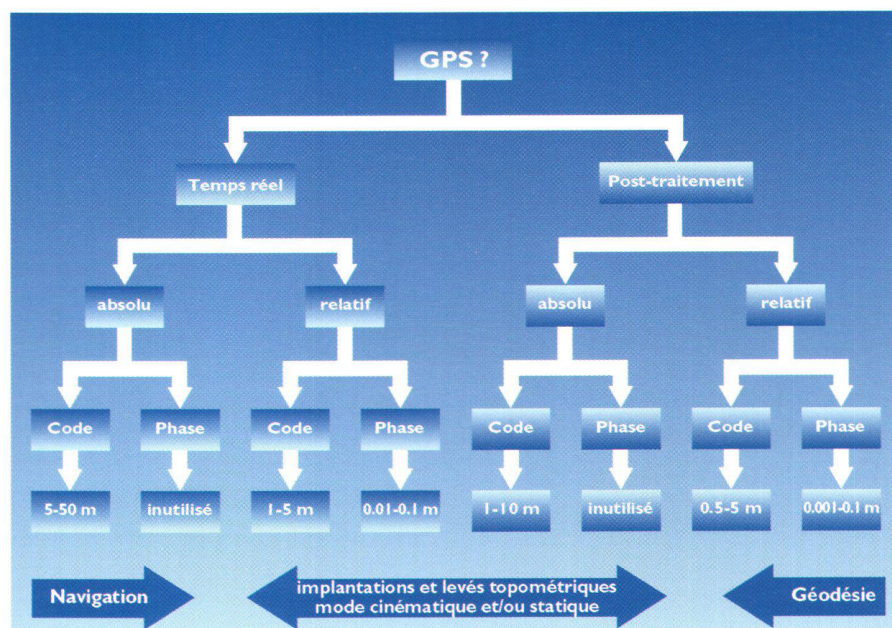 GPS ?
Temps réel
Post-traitement
absolu
relatif
absolu
relatif
Code
Phase
Code
Phase
Code
Phase
Code
Phase
5-50 m
inutilisé
1-5 m
0.01-0.1 m
1-10 m
inutilisé
0.5-5 m
0.001-0.1 m
Navigation
implantations et levés topométriques
mode cinématique et/ou statique
Géodésie